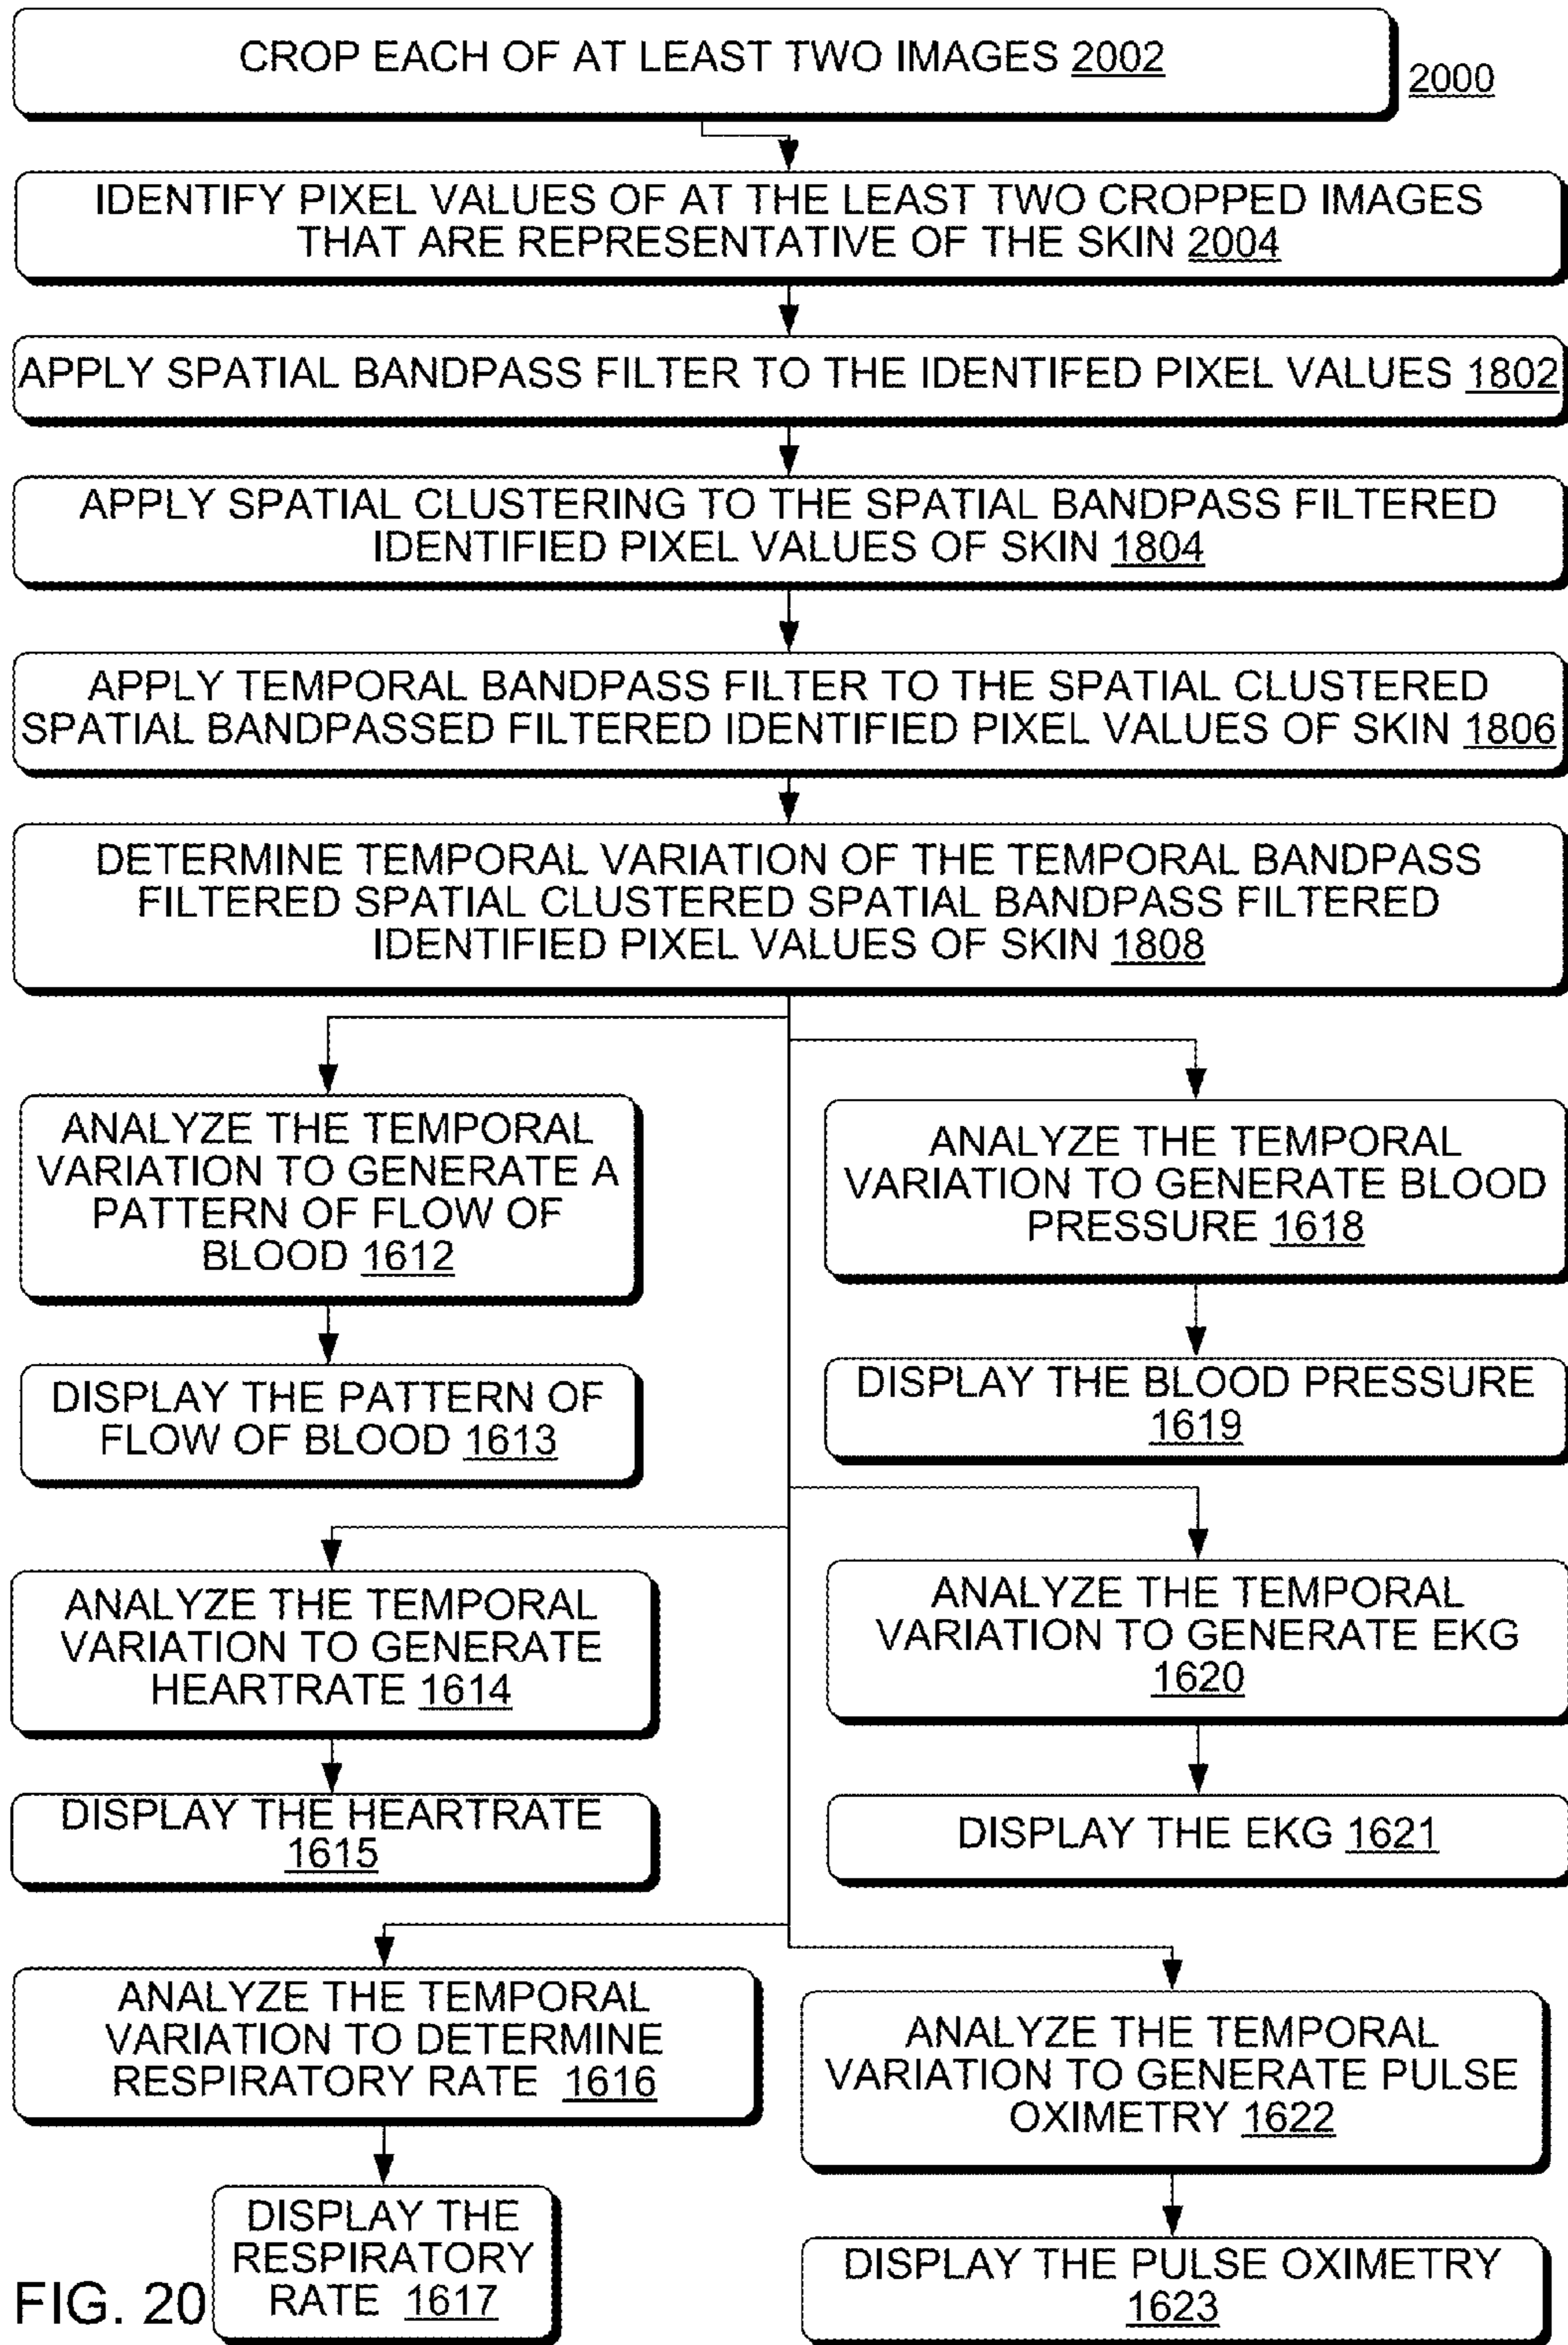 CROP EACH OF AT LEAST TWO IMAGES 2002
2000
IDENTIFY PIXEL VALUES OF AT THE LEAST TWO CROPPED IMAGES
THAT ARE REPRESENTATIVE OF THE SKIN 2004
APPLY SPATIAL BANDPASS FILTER TO THE IDENTIFED PIXEL VALUES 1802
APPLY SPATIAL CLUSTERING TO THE SPATIAL BANDPASS FILTERED
IDENTIFIED PIXEL VALUES OF SKIN 1804
APPLY TEMPORAL BANDPASS FILTER TO THE SPATIAL CLUSTERED
SPATIAL BANDPASSED FILTERED IDENTIFIED PIXEL VALUES OF SKIN 1806
DETERMINE TEMPORAL VARIATION OF THE TEMPORAL BANDPASS
FILTERED SPATIAL CLUSTERED SPATIAL BANDPASS FILTERED
IDENTIFIED PIXEL VALUES OF SKIN 1808
ANALYZE THE TEMPORAL
VARIATION TO GENERATE A
PATTERN OF FLOW OF
BLOOD 1612
DISPLAY THE PATTERN OF
FLOW OF BLOOD 1613
ANALYZE THE TEMPORAL
VARIATION TO GENERATE BLOOD
PRESSURE 1618
DISPLAY THE BLOOD PRESSURE
1619
ANALYZE THE TEMPORAL
VARIATION TO GENERATE
HEARTRATE 1614
DISPLAY THE HEARTRATE
1615
ANALYZE THE TEMPORAL
VARIATION TO GENERATE EKG
1620
DISPLAY THE EKG 1621
ANALYZE THE TEMPORAL
VARIATION TO DETERMINE
RESPIRATORY RATE 1616
DISPLAY THE
RESPIRATORY
RATE 1617
ANALYZE THE TEMPORAL
VARIATION TO GENERATE PULSE
OXIMETRY 1622
DISPLAY THE PULSE OXIMETRY
1623
FIG. 20